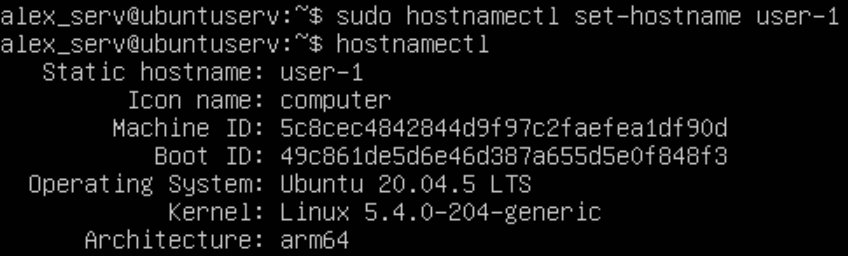 alex_serv@ubuntuserv:~$ sudo hostnamectl set-hostname user-1
alex_serv@ubuntuserv:~$ hostnamectl
Static hostname: user-1
Icon name: computer
Machine ID: 5c8cec4842844d9f97c2faefea1df90d
Boot ID: 49c861de5d6e46d387a655d5e0f848f3
Operating System: Ubuntu 20.04.5 LTS
Kernel: Linux 5.4.0-204-generic
Architecture: arm64